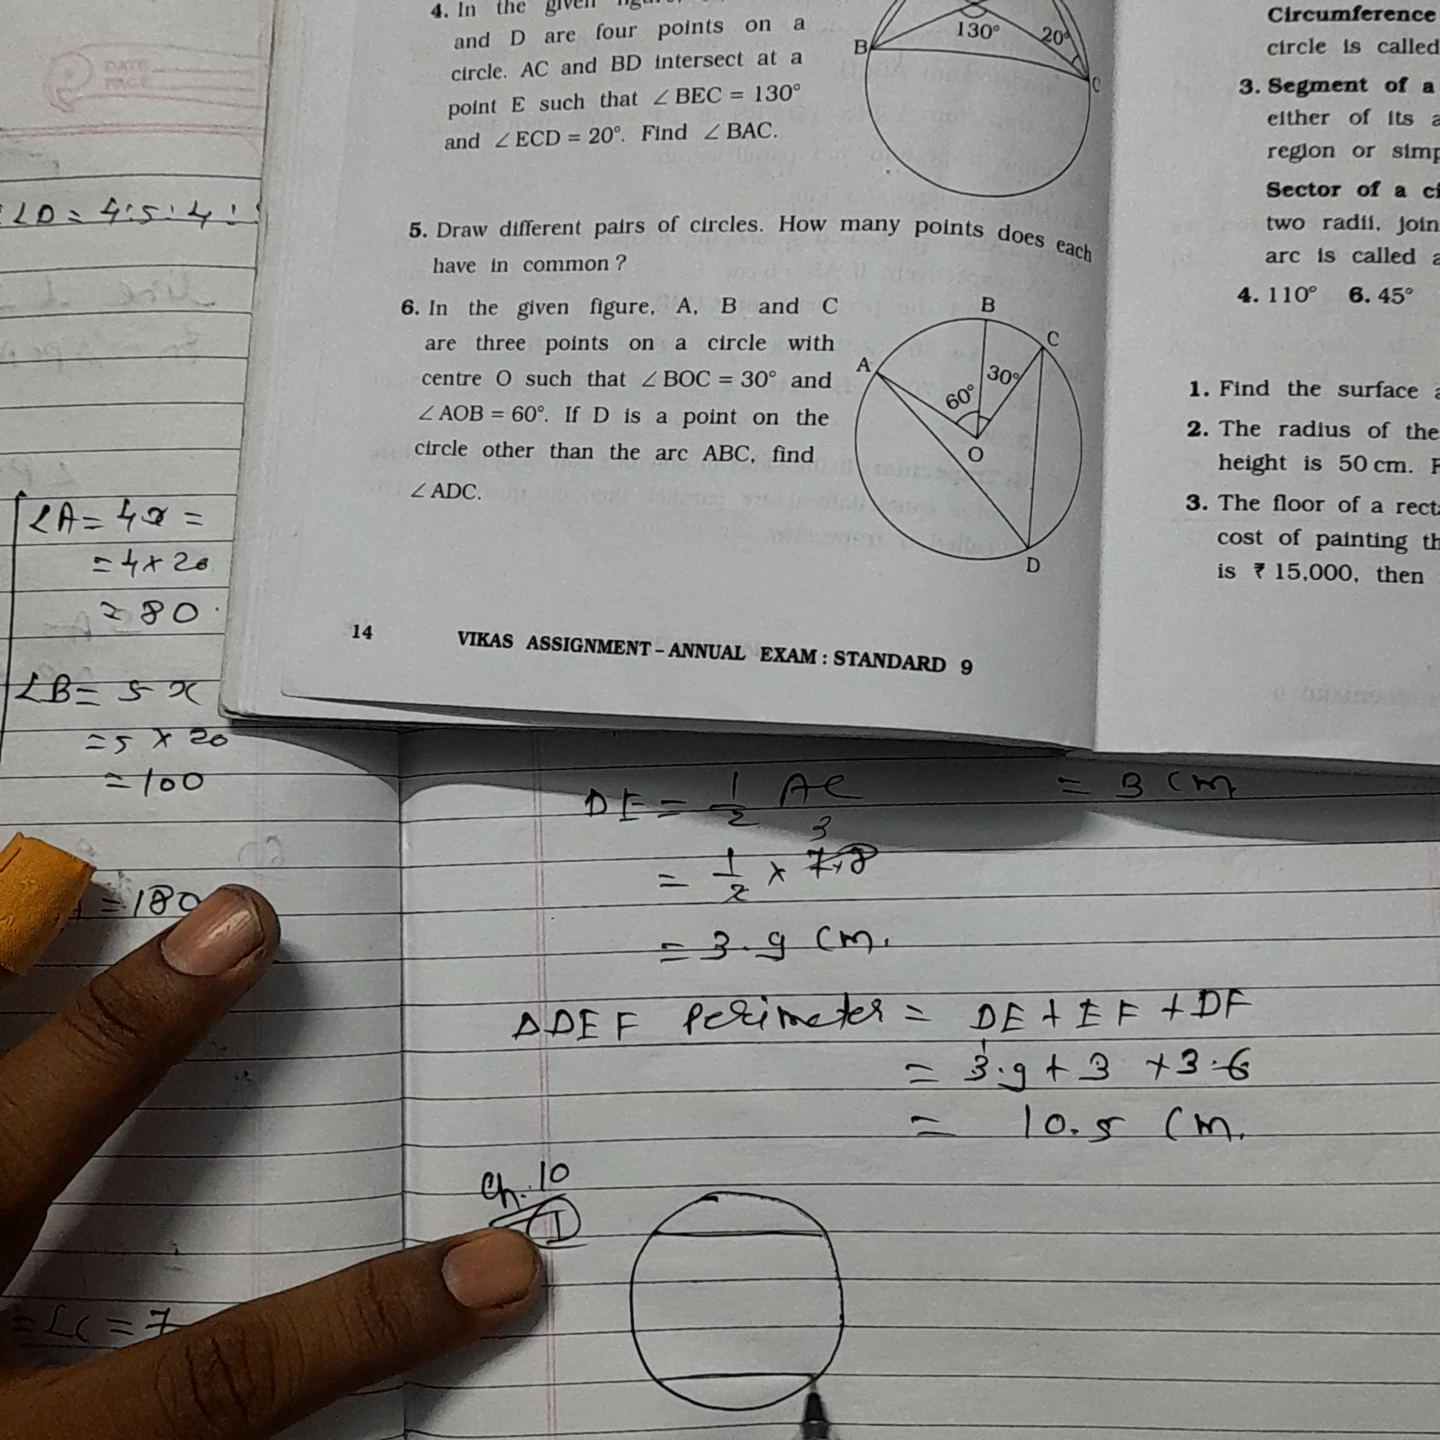 4. In the given
and D are four points on a
circle. AC and BD intersect at a
point E such that ∠ BEC = 130°
and ∠ ECD = 20°. Find ∠ BAC.
B
130°
20°
C
5. Draw different pairs of circles. How many points does each
have in common ?
6. In the given figure, A, B and C
are three points on a circle with
centre O such that ∠ BOC = 30° and
∠ AOB = 60°. If D is a point on the
circle other than the arc ABC, find
∠ ADC.
B
C
A
60°
30°
O
D
14
VIKAS ASSIGNMENT – ANNUAL EXAM : STANDARD 9
Circumference
circle is called
3. Segment of a
either of its
region or
Sector of a
two radii, join
arc is called
4. 110° 6. 45°
1. Find the surface
2. The radius of the
height is 50 cm.
3. The floor of a
cost of painting
is ₹ 15,000, then
DATE
PAGE
∠D = 4:5:4:
∠A = 4x =
= 4 × 20
= 80
∠B = 5x
= 5 × 20
= 100
= 180
= ∠C = 7
DE = 1/2 AC
= 3 cm
3
= 1/2 × 7.8
= 3.9 cm.
ΔDEF Perimeter = DE + EF + DF
= 3.9 + 3 + 3.6
= 10.5 cm.
Ch. 10
I